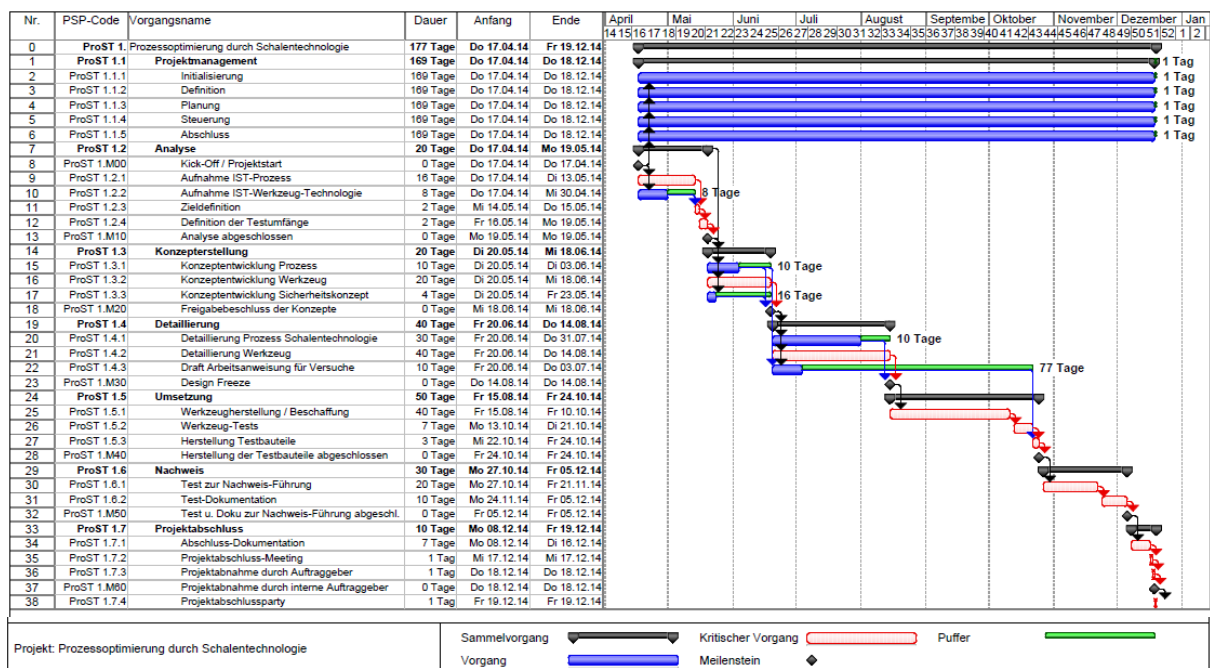 Nr. PSP-Code Vorgangsname Dauer Anfang Ende April Mai Juni Juli August Septembe Oktober November Dezember Jan
14 15 16 17 18 19 20 21 22 23 24 25 26 27 28 29 30 31 32 33 34 35 36 37 38 39 40 41 42 43 44 45 46 47 48 49 50 51 52 1 2
0 ProST 1. Prozessoptimierung durch Schalentechnologie 177 Tage Do 17.04.14 Fr 19.12.14
1 ProST 1.1 Projektmanagement 169 Tage Do 17.04.14 Do 18.12.14 1 Tag
2 ProST 1.1.1 Initialisierung 169 Tage Do 17.04.14 Do 18.12.14 1 Tag
3 ProST 1.1.2 Definition 169 Tage Do 17.04.14 Do 18.12.14 1 Tag
4 ProST 1.1.3 Planung 169 Tage Do 17.04.14 Do 18.12.14 1 Tag
5 ProST 1.1.4 Steuerung 169 Tage Do 17.04.14 Do 18.12.14 1 Tag
6 ProST 1.1.5 Abschluss 169 Tage Do 17.04.14 Do 18.12.14 1 Tag
7 ProST 1.2 Analyse 20 Tage Do 17.04.14 Mo 19.05.14
8 ProST 1.M00 Kick-Off / Projektstart 0 Tage Do 17.04.14 Do 17.04.14
9 ProST 1.2.1 Aufnahme IST-Prozess 16 Tage Do 17.04.14 Di 13.05.14
10 ProST 1.2.2 Aufnahme IST-Werkzeug-Technologie 8 Tage Do 17.04.14 Mi 30.04.14 8 Tage
11 ProST 1.2.3 Zieldefinition 2 Tage Mi 14.05.14 Do 15.05.14
12 ProST 1.2.4 Definition der Testumfänge 2 Tage Fr 16.05.14 Mo 19.05.14
13 ProST 1.M10 Analyse abgeschlossen 0 Tage Mo 19.05.14 Mo 19.05.14
14 ProST 1.3 Konzepterstellung 20 Tage Di 20.05.14 Mi 18.06.14
15 ProST 1.3.1 Konzeptentwicklung Prozess 10 Tage Di 20.05.14 Di 03.06.14 10 Tage
16 ProST 1.3.2 Konzeptentwicklung Werkzeug 20 Tage Di 20.05.14 Mi 18.06.14
17 ProST 1.3.3 Konzeptentwicklung Sicherheitskonzept 4 Tage Di 20.05.14 Fr 23.05.14 16 Tage
18 ProST 1.M20 Freigabebeschluss der Konzepte 0 Tage Mi 18.06.14 Mi 18.06.14
19 ProST 1.4 Detaillierung 40 Tage Fr 20.06.14 Do 14.08.14
20 ProST 1.4.1 Detaillierung Prozess Schalentechnologie 30 Tage Fr 20.06.14 Do 31.07.14 10 Tage
21 ProST 1.4.2 Detaillierung Werkzeug 40 Tage Fr 20.06.14 Do 14.08.14
22 ProST 1.4.3 Draft Arbeitsanweisung für Versuche 10 Tage Fr 20.06.14 Do 03.07.14 77 Tage
23 ProST 1.M30 Design Freeze 0 Tage Do 14.08.14 Do 14.08.14
24 ProST 1.5 Umsetzung 50 Tage Fr 15.08.14 Fr 24.10.14
25 ProST 1.5.1 Werkzeugherstellung / Beschaffung 40 Tage Fr 15.08.14 Fr 10.10.14
26 ProST 1.5.2 Werkzeug-Tests 7 Tage Mo 13.10.14 Di 21.10.14
27 ProST 1.5.3 Herstellung Testbauteile 3 Tage Mi 22.10.14 Fr 24.10.14
28 ProST 1.M40 Herstellung der Testbauteile abgeschlossen 0 Tage Fr 24.10.14 Fr 24.10.14
29 ProST 1.6 Nachweis 30 Tage Mo 27.10.14 Fr 05.12.14
30 ProST 1.6.1 Test zur Nachweis-Führung 20 Tage Mo 27.10.14 Fr 21.11.14
31 ProST 1.6.2 Test-Dokumentation 10 Tage Mo 24.11.14 Fr 05.12.14
32 ProST 1.M50 Test u. Doku zur Nachweis-Führung abgeschl. 0 Tage Fr 05.12.14 Fr 05.12.14
33 ProST 1.7 Projektabschluss 10 Tage Mo 08.12.14 Fr 19.12.14
34 ProST 1.7.1 Abschluss-Dokumentation 7 Tage Mo 08.12.14 Di 16.12.14
35 ProST 1.7.2 Projektabschluss-Meeting 1 Tag Mi 17.12.14 Mi 17.12.14
36 ProST 1.7.3 Projektabnahme durch Auftraggeber 1 Tag Do 18.12.14 Do 18.12.14
37 ProST 1.M60 Projektabnahme durch interne Auftraggeber 0 Tage Do 18.12.14 Do 18.12.14
38 ProST 1.7.4 Projektabschlussparty 1 Tag Fr 19.12.14 Fr 19.12.14
Projekt: Prozessoptimierung durch Schalentechnologie
Sammelvorgang Kritischer Vorgang Puffer
Vorgang Meilenstein